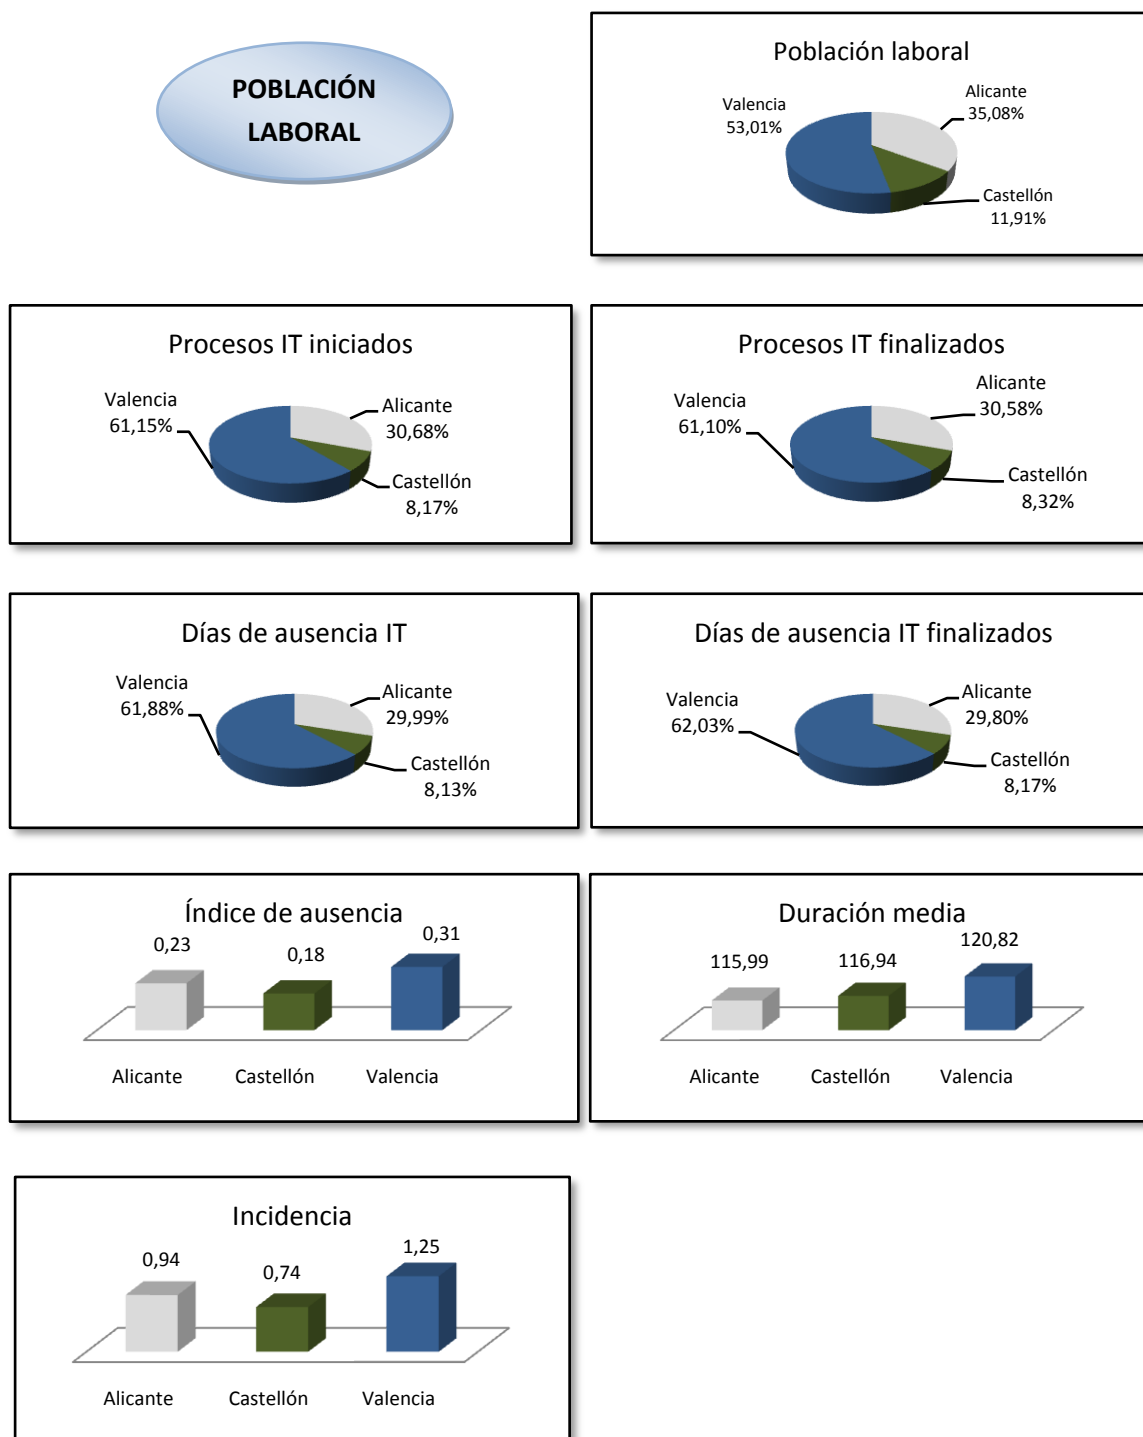 POBLACIÓN
LABORAL
Población laboral
Valencia
53,01%
Alicante
35,08%
Castellón
11,91%
Procesos IT iniciados
Valencia
61,15%
Alicante
30,68%
Castellón
8,17%
Procesos IT finalizados
Valencia
61,10%
Alicante
30,58%
Castellón
8,32%
Días de ausencia IT
Valencia
61,88%
Alicante
29,99%
Castellón
8,13%
Días de ausencia IT finalizados
Valencia
62,03%
Alicante
29,80%
Castellón
8,17%
Índice de ausencia
0,23 0,18 0,31
Alicante Castellón Valencia
Duración media
115,99 116,94 120,82
Alicante Castellón Valencia
Incidencia
0,94 0,74 1,25
Alicante Castellón Valencia